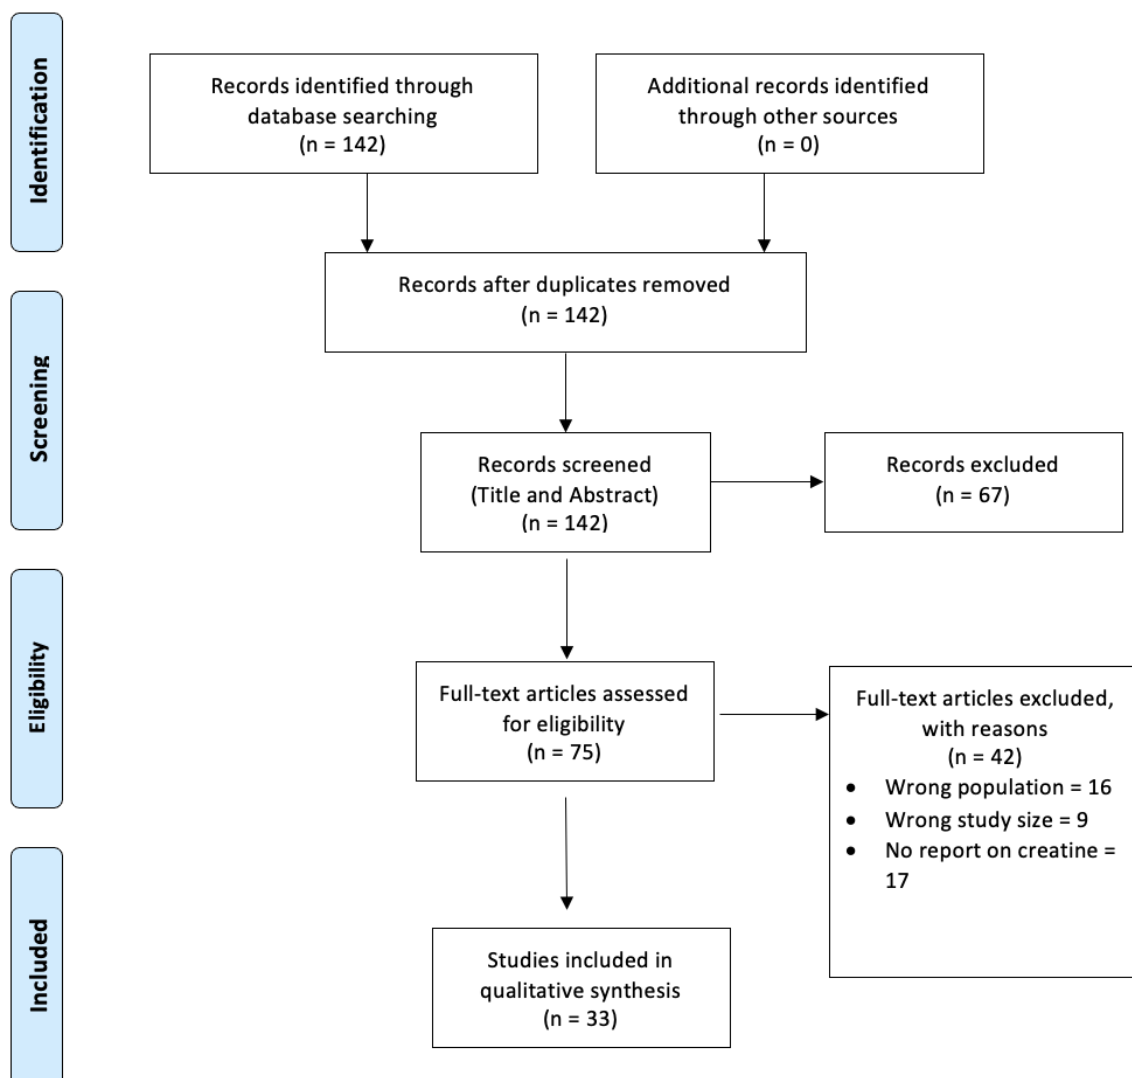 Identification
Records identified through
database searching
(n = 142)
Additional records identified
through other sources
(n = 0)
Records after duplicates removed
(n = 142)
Screening
Records screened
(Title and Abstract)
(n = 142)
Records excluded
(n = 67)
Eligibility
Full-text articles assessed
for eligibility
(n = 75)
Full-text articles excluded,
with reasons
(n = 42)
• Wrong population = 16
• Wrong study size = 9
• No report on creatine =
17
Included
Studies included in
qualitative synthesis
(n = 33)